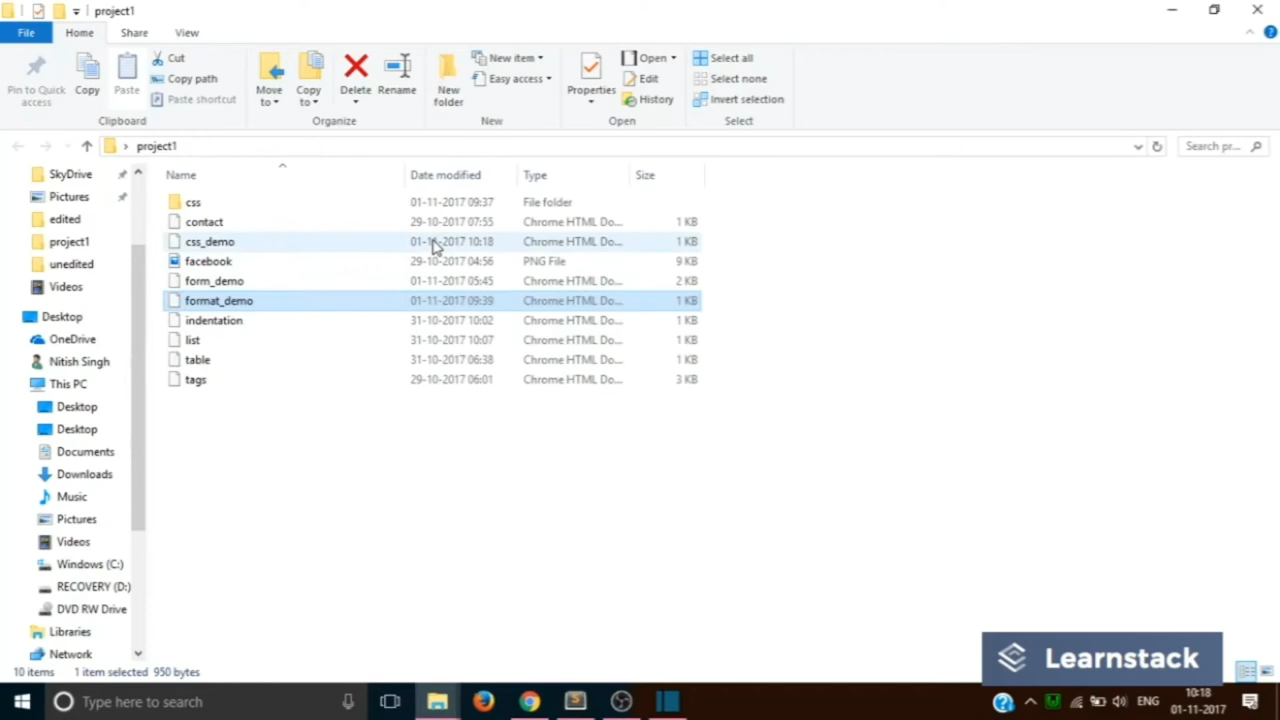 project1
File Home Share View
Pin to Quick access
Copy
Paste
Cut
Copy path
Paste shortcut
Clipboard
Move to
Copy to
Delete
Rename
Organize
New folder
New item
Easy access
New
Properties
Open
Edit
History
Open
Select all
Select none
Invert selection
Select
project1
Search pr...
SkyDrive
Pictures
edited
project1
unedited
Videos
Desktop
OneDrive
Nitish Singh
This PC
Desktop
Desktop
Documents
Downloads
Music
Pictures
Videos
Windows (C:)
RECOVERY (D:)
DVD RW Drive
Libraries
Network
Name Date modified Type Size
css 01-11-2017 09:37 File folder
contact 29-10-2017 07:55 Chrome HTML Do... 1 KB
css_demo 01-11-2017 10:18 Chrome HTML Do... 1 KB
facebook 29-10-2017 04:56 PNG File 9 KB
form_demo 01-11-2017 05:45 Chrome HTML Do... 2 KB
format_demo 01-11-2017 09:39 Chrome HTML Do... 1 KB
indentation 31-10-2017 10:02 Chrome HTML Do... 1 KB
list 31-10-2017 10:07 Chrome HTML Do... 1 KB
table 31-10-2017 06:38 Chrome HTML Do... 1 KB
tags 29-10-2017 06:01 Chrome HTML Do... 3 KB
Learnstack
10 items 1 item selected 950 bytes
Type here to search
ENG
10:18
01-11-2017